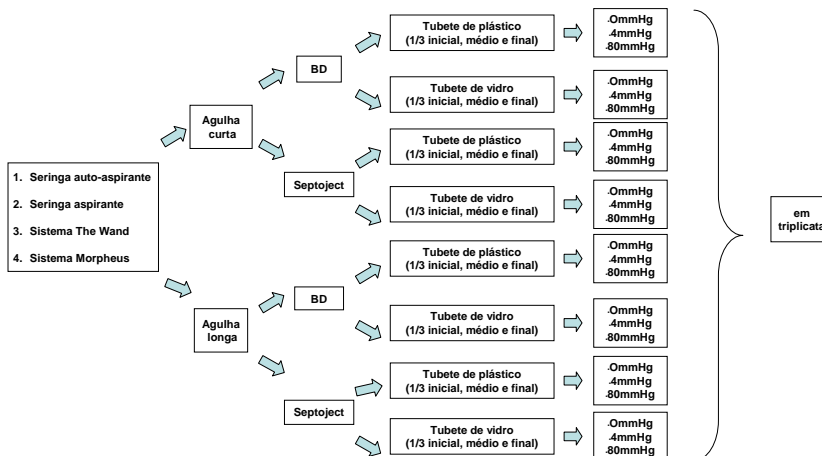 1. Seringa auto-aspirante
2. Seringa aspirante
3. Sistema The Wand
4. Sistema Morpheus
Agulha
curta
Agulha
longa
BD
Septoject
BD
Septoject
Tubete de plástico
(1/3 inicial, médio e final)
.OmmHg
.4mmHg
.80mmHg
Tubete de vidro
(1/3 inicial, médio e final)
.OmmHg
.4mmHg
.80mmHg
Tubete de plástico
(1/3 inicial, médio e final)
.OmmHg
.4mmHg
.80mmHg
Tubete de vidro
(1/3 inicial, médio e final)
.OmmHg
.4mmHg
.80mmHg
Tubete de plástico
(1/3 inicial, médio e final)
.OmmHg
.4mmHg
.80mmHg
Tubete de vidro
(1/3 inicial, médio e final)
.OmmHg
.4mmHg
.80mmHg
Tubete de plástico
(1/3 inicial, médio e final)
.OmmHg
.4mmHg
.80mmHg
Tubete de vidro
(1/3 inicial, médio e final)
.OmmHg
.4mmHg
.80mmHg
em
triplicata